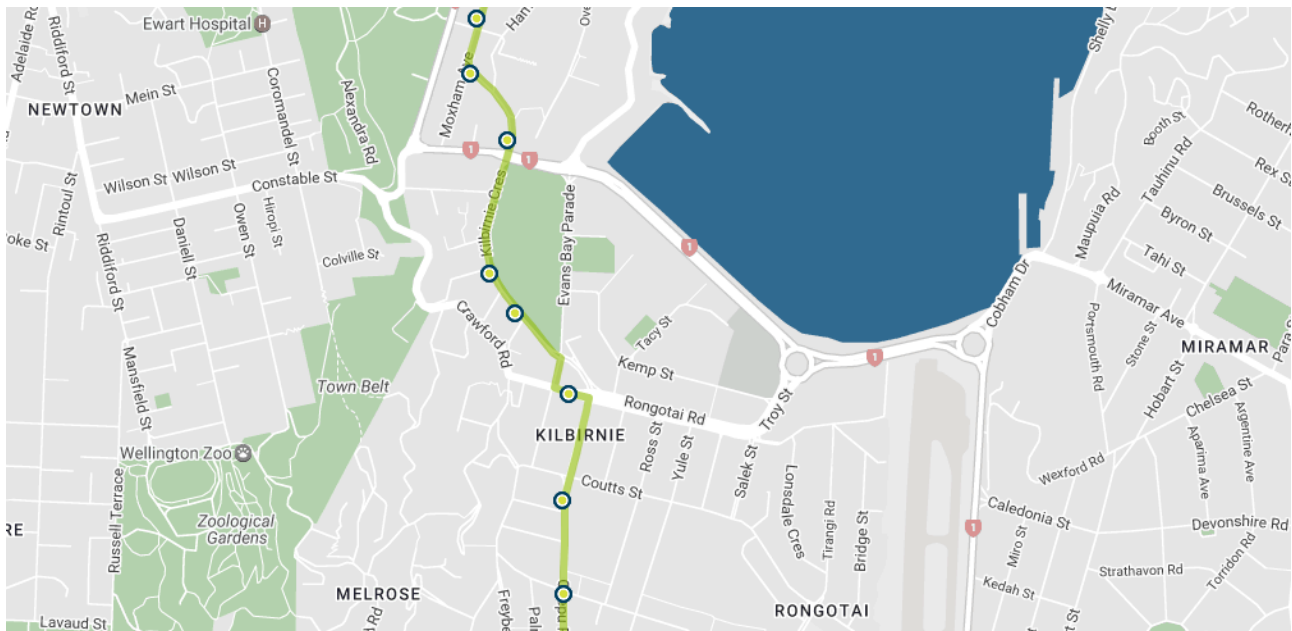 Ewart Hospital
H
Adelaide Rd
Riddiford St
Mein St
NEWTOWN
Coromandel St
Alexandra Rd
Moxham Ave
Wilson St
Wilson St
Constable St
Rintoul St
Riddiford St
Daniell St
Owen St
Hiropi St
Colville St
Kilbirnie Cres
Evans Bay Parade
1
1
1
1
1
Shelly
Booth St
Tauhinu Rd
Rex St
Brussels St
Byron St
Tahi St
Maupuia Rd
Cobham Dr
Miramar Ave
MIRAMAR
Portsmouth Rd
Stone St
Hobart St
Chelsea St
Argentine Ave
Aparima Ave
Wexford Rd
Crawford Rd
Tacy St
Kemp St
Rongotai Rd
Troy St
KILBIRNIE
Ross St
Yule St
Salek St
Coutts St
Lonsdale Cres
Tirangi Rd
Bridge St
Caledonia St
Devonshire Rd
Miro St
Strathavon Rd
Torridon Rd
Kedah St
RONGOTAI
Mansfield St
Town Belt
Wellington Zoo
Zoological
Gardens
Russell Terrace
MELROSE
Lavaud St